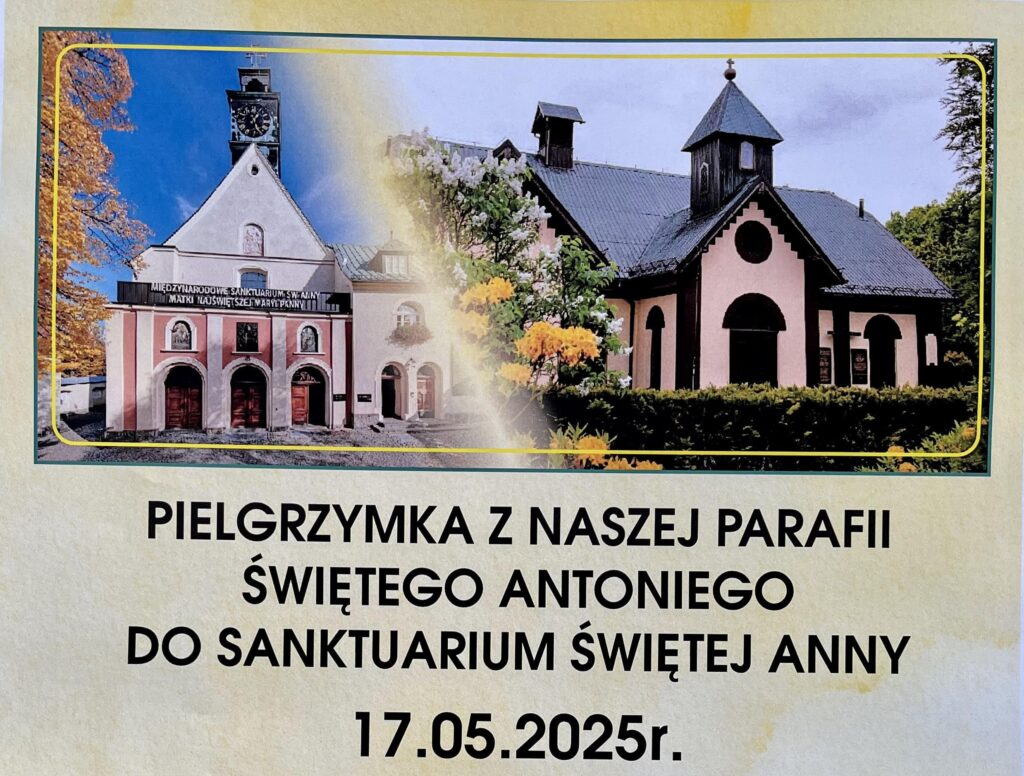 MIĘDZYNARODOWE SANKTUARIUM ŚW. ANNY
MATKI NAJŚWIĘTSZEJ MARYI PANNY
PIELGRZYMKA Z NASZEJ PARAFII
ŚWIĘTEGO ANTONIEGO
DO SANKTUARIUM ŚWIĘTEJ ANNY
17.05.2025r.